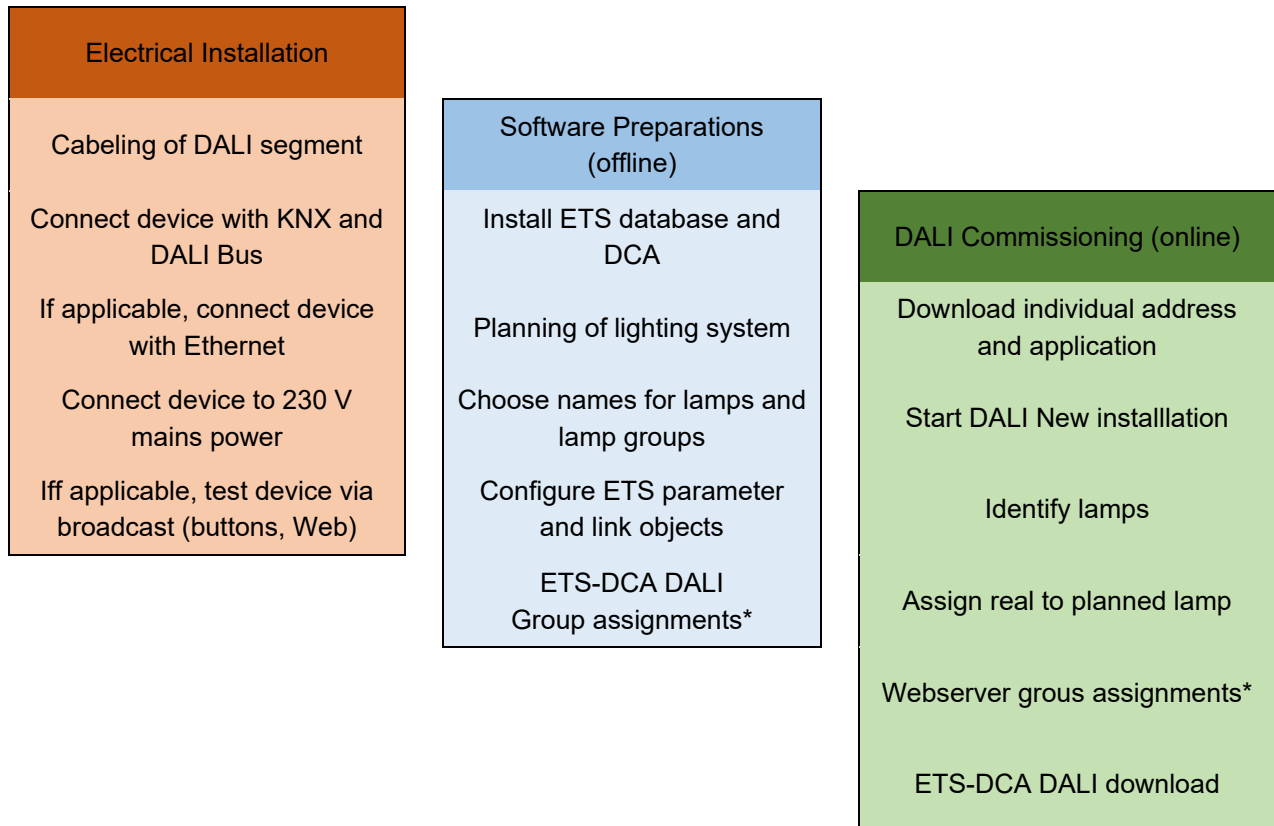 Electrical Installation
Cabeling of DALI segment
Connect device with KNX and
DALI Bus
If applicable, connect device
with Ethernet
Connect device to 230 V
mains power
Iff applicable, test device via
broadcast (buttons, Web)
Software Preparations
(offline)
Install ETS database and
DCA
Planning of lighting system
Choose names for lamps and
lamp groups
Configure ETS parameter
and link objects
ETS-DCA DALI
Group assignments*
DALI Commissioning (online)
Download individual address
and application
Start DALI New installlation
Identify lamps
Assign real to planned lamp
Webserver grous assignments*
ETS-DCA DALI download